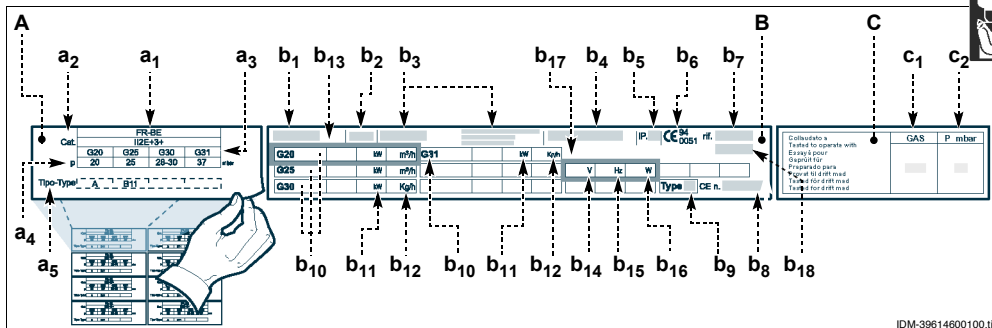 A a2 a1 a3 b1 b13 b2 b3 b17 b4 b5 b6 b7 B C c1 c2
FR-BE
Cat. II2E+3+
G20 G25 G30 G31
p 20 25 28-30 37 mbar
Tipo-Type A B11
IP. CE 94 0051 rif.
G20 kW m³/h G31 kW Kg/h
G25 kW m³/h V Hz W
G30 kW Kg/h Type CE n.
Collaudato a
Tested to operate with
Essayé pour
Geprüft für
Preparado para
Provat til drift med
Testad för drift med
Tested for drift med
GAS P mbar
a4 a5 b10 b11 b12 b10 b11 b12 b14 b15 b16 b9 b8 b18
IDM-39614600100.ti